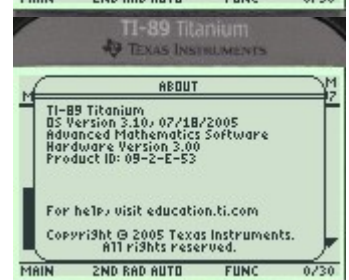 MAIN 2ND RAD AUTO FUNC 0/30
TI-89 Titanium
TEXAS INSTRUMENTS
ABOUT
TI-89 Titanium
OS Version 3.10, 07/18/2005
Advanced Mathematics Software
Hardware Version 3.00
Product ID: 09-2-E-53
For help, visit education.ti.com
Copyright © 2005 Texas Instruments.
All rights reserved.
MAIN 2ND RAD AUTO FUNC 0/30